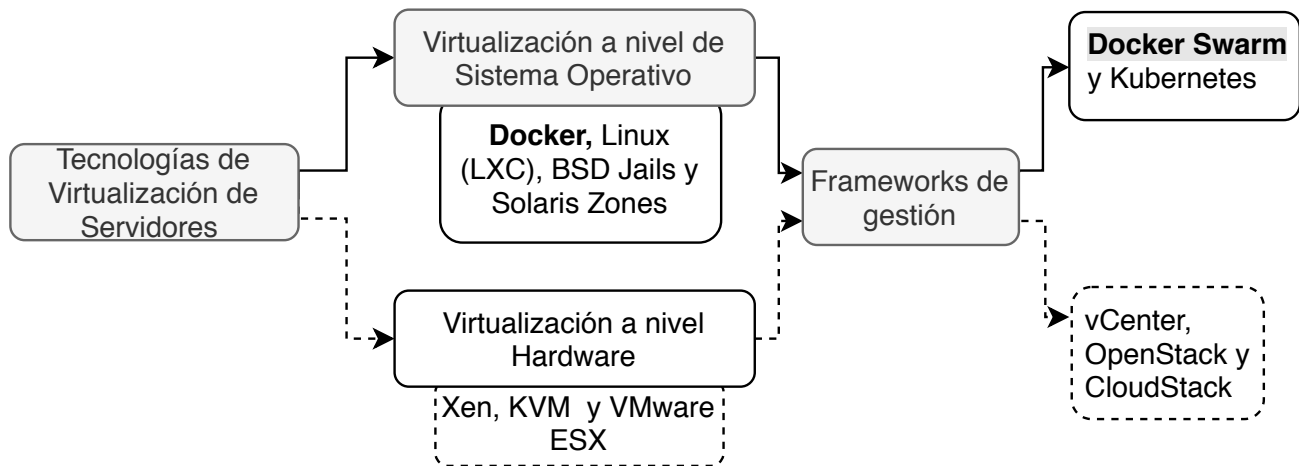 Tecnologías de
Virtualización de
Servidores
Virtualización a nivel de
Sistema Operativo
Docker, Linux
(LXC), BSD Jails y
Solaris Zones
Virtualización a nivel
Hardware
Xen, KVM y VMware
ESX
Frameworks de
gestión
Docker Swarm
y Kubernetes
vCenter,
OpenStack y
CloudStack